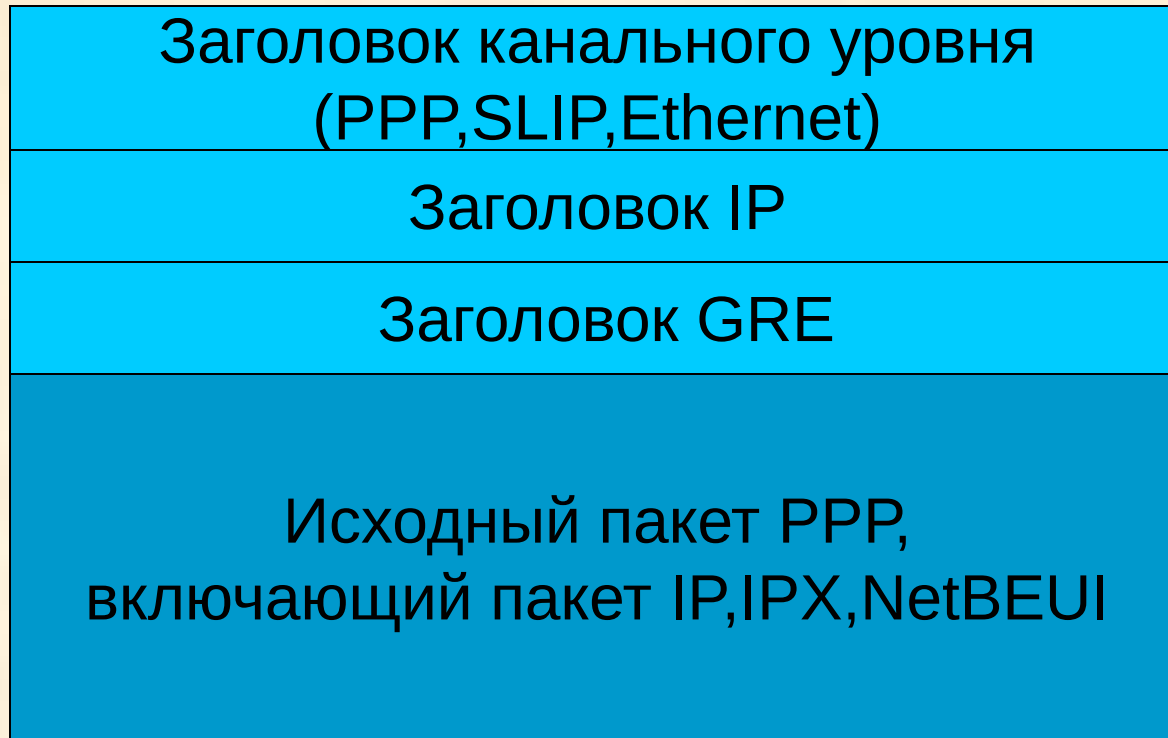 Заголовок канального уровня
(PPP,SLIP,Ethernet)
Заголовок IP
Заголовок GRE
Исходный пакет PPP,
включающий пакет IP,IPX,NetBEUI